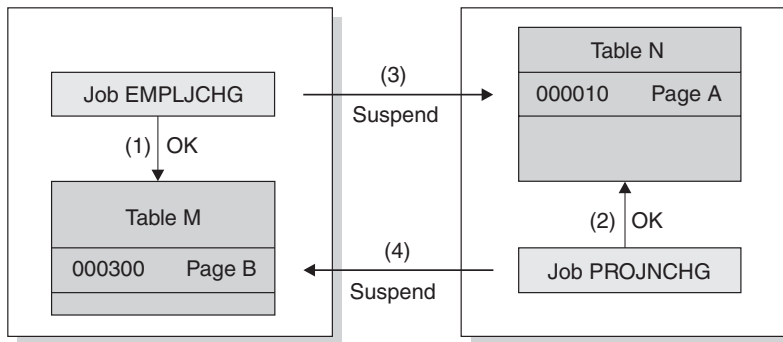 Job EMPLJCHG
(1) OK
Table M
000300 Page B
(3)
Suspend
(4)
Suspend
Table N
000010 Page A
(2) OK
Job PROJNCHG